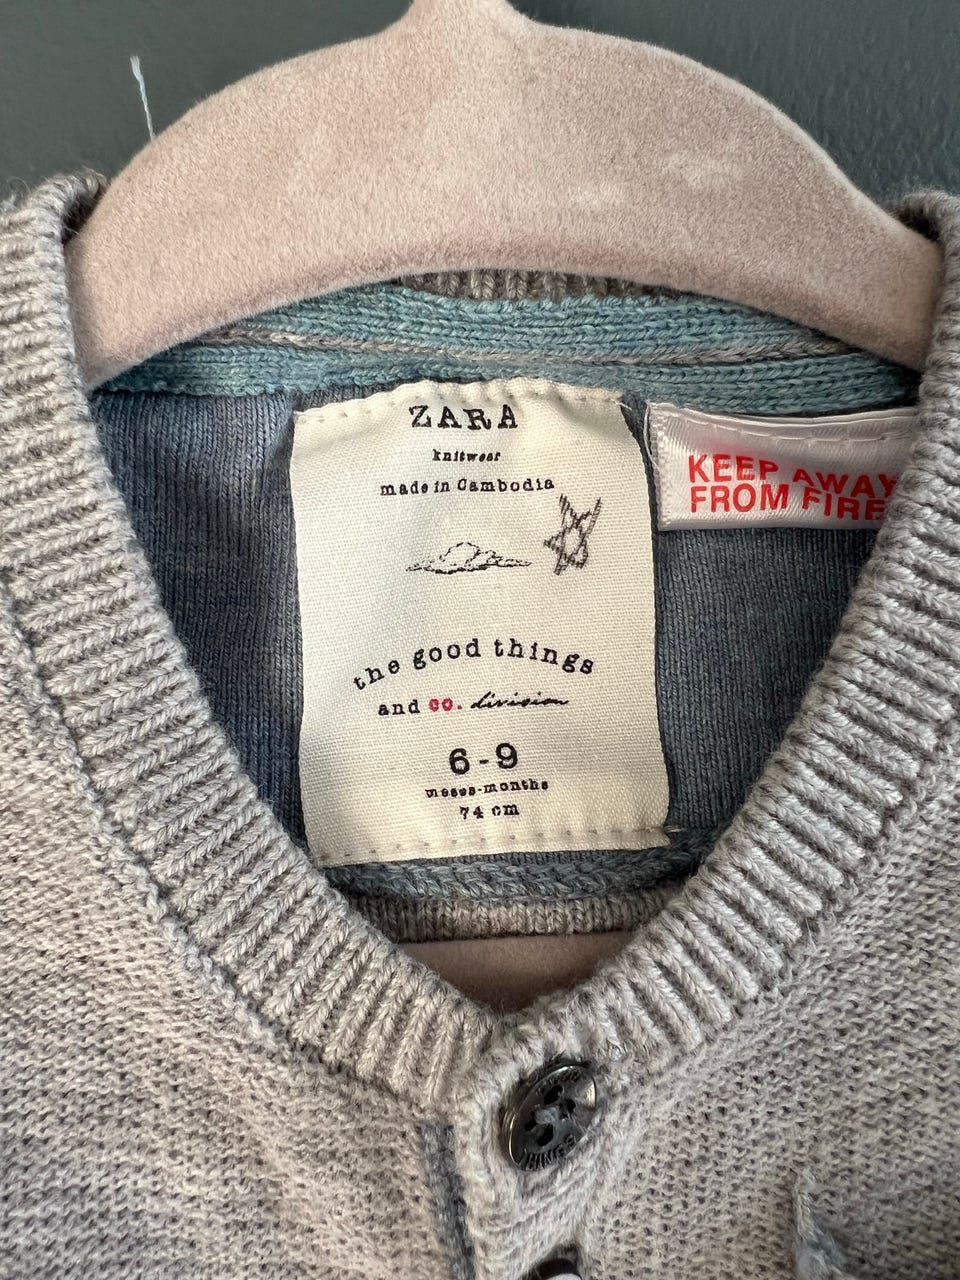 ZARA
knitwear
made in Cambodia
the good things
and co. division
6-9
meses-months
74 cm
KEEP AWAY
FROM FIRE
THINGS